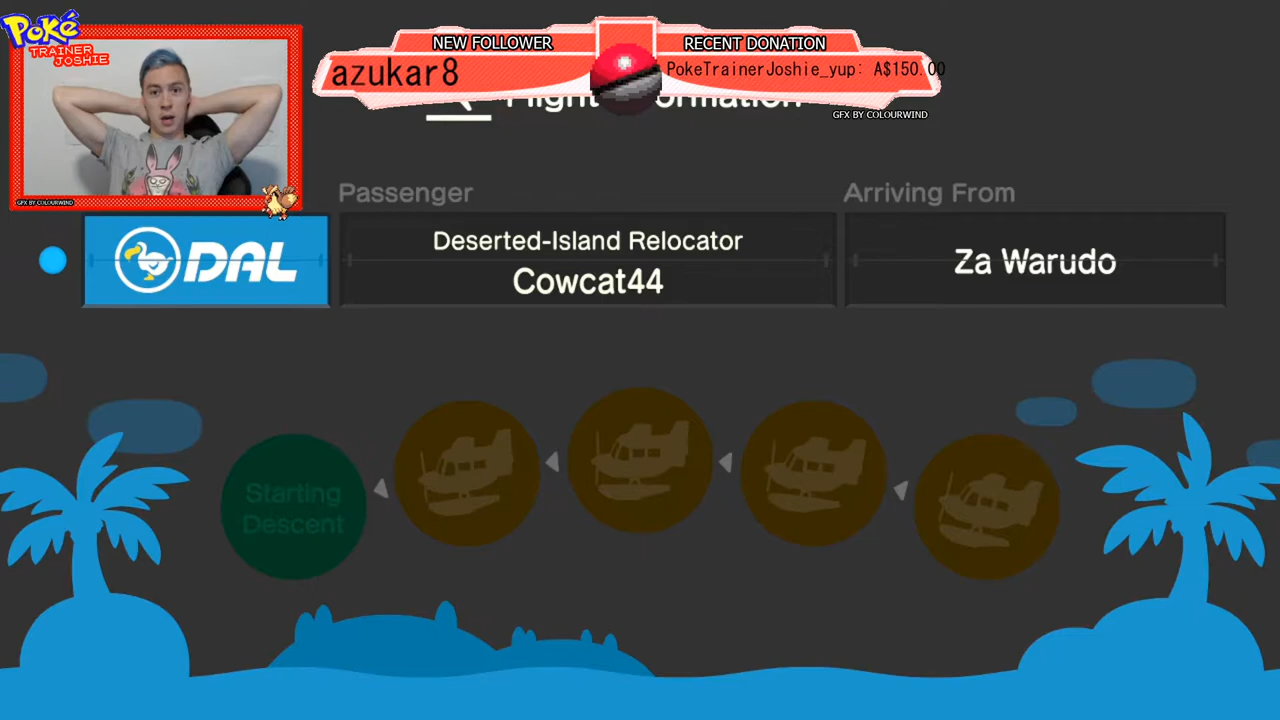 Poké
TRAINER
JOSHIE
NEW FOLLOWER
azukar8
RECENT DONATION
PokeTrainerJoshie_yup: A$150.00
GFX BY COLOURWIND
GFX BY COLOURWIND
Passenger
Arriving From
DAL
Deserted-Island Relocator
Cowcat44
Za Warudo
Starting
Descent